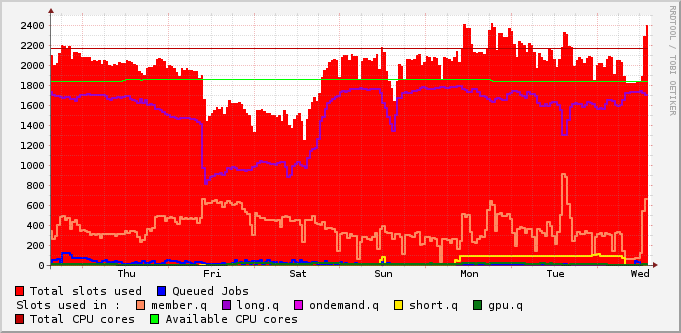 RRDTOOL / TOBI OETIKER
2400
2200
2000
1800
1600
1400
1200
1000
800
600
400
200
0
Thu Fri Sat Sun Mon Tue Wed
Total slots used Queued Jobs
Slots used in : member.q long.q ondemand.q short.q gpu.q
Total CPU cores Available CPU cores